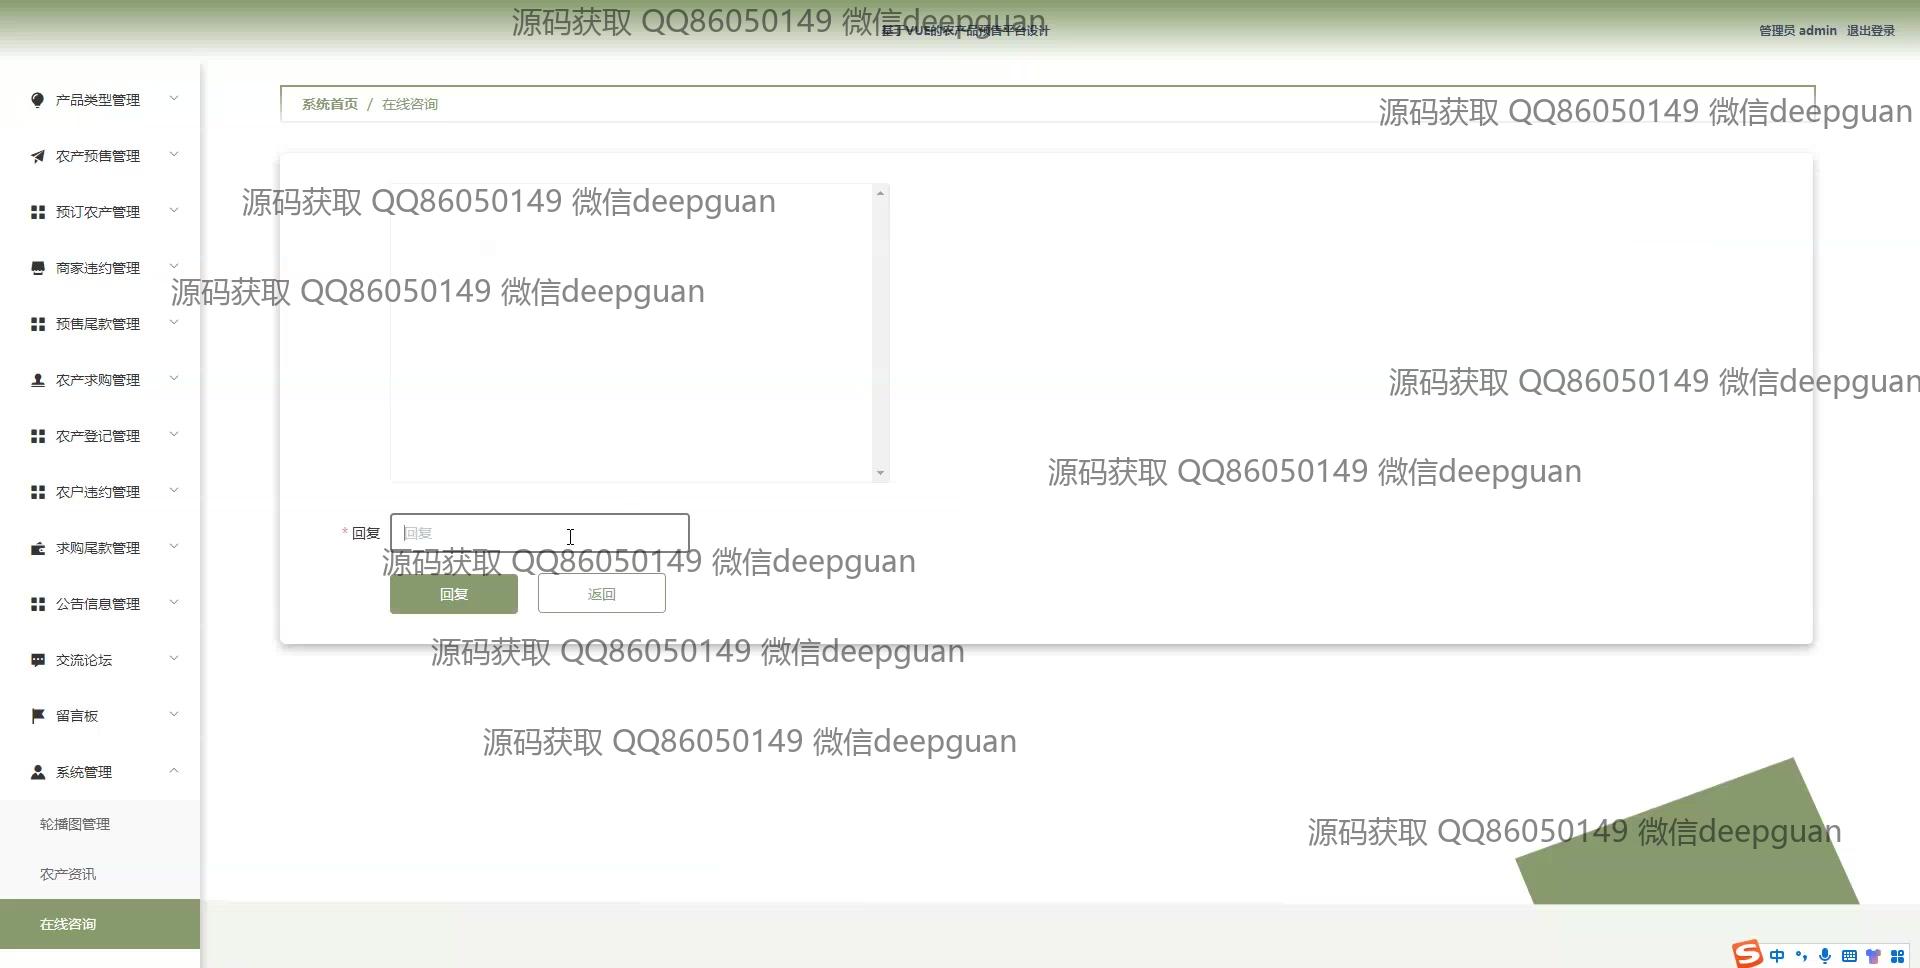 源码获取 QQ86050149 微信deepguan
基于VUE的农产品预售平台设计
管理员 admin 退出登录
产品类型管理
系统首页 / 在线咨询
源码获取 QQ86050149 微信deepguan
农产预售管理
源码获取 QQ86050149 微信deepguan
预订农产管理
商家违约管理
源码获取 QQ86050149 微信deepguan
预售尾款管理
农产求购管理
源码获取 QQ86050149 微信deepguan
农产登记管理
源码获取 QQ86050149 微信deepguan
农户违约管理
* 回复 回复
求购尾款管理
源码获取 QQ86050149 微信deepguan
回复 返回
公告信息管理
源码获取 QQ86050149 微信deepguan
交流论坛
留言板
源码获取 QQ86050149 微信deepguan
系统管理
轮播图管理
源码获取 QQ86050149 微信deepguan
农产资讯
在线咨询
中